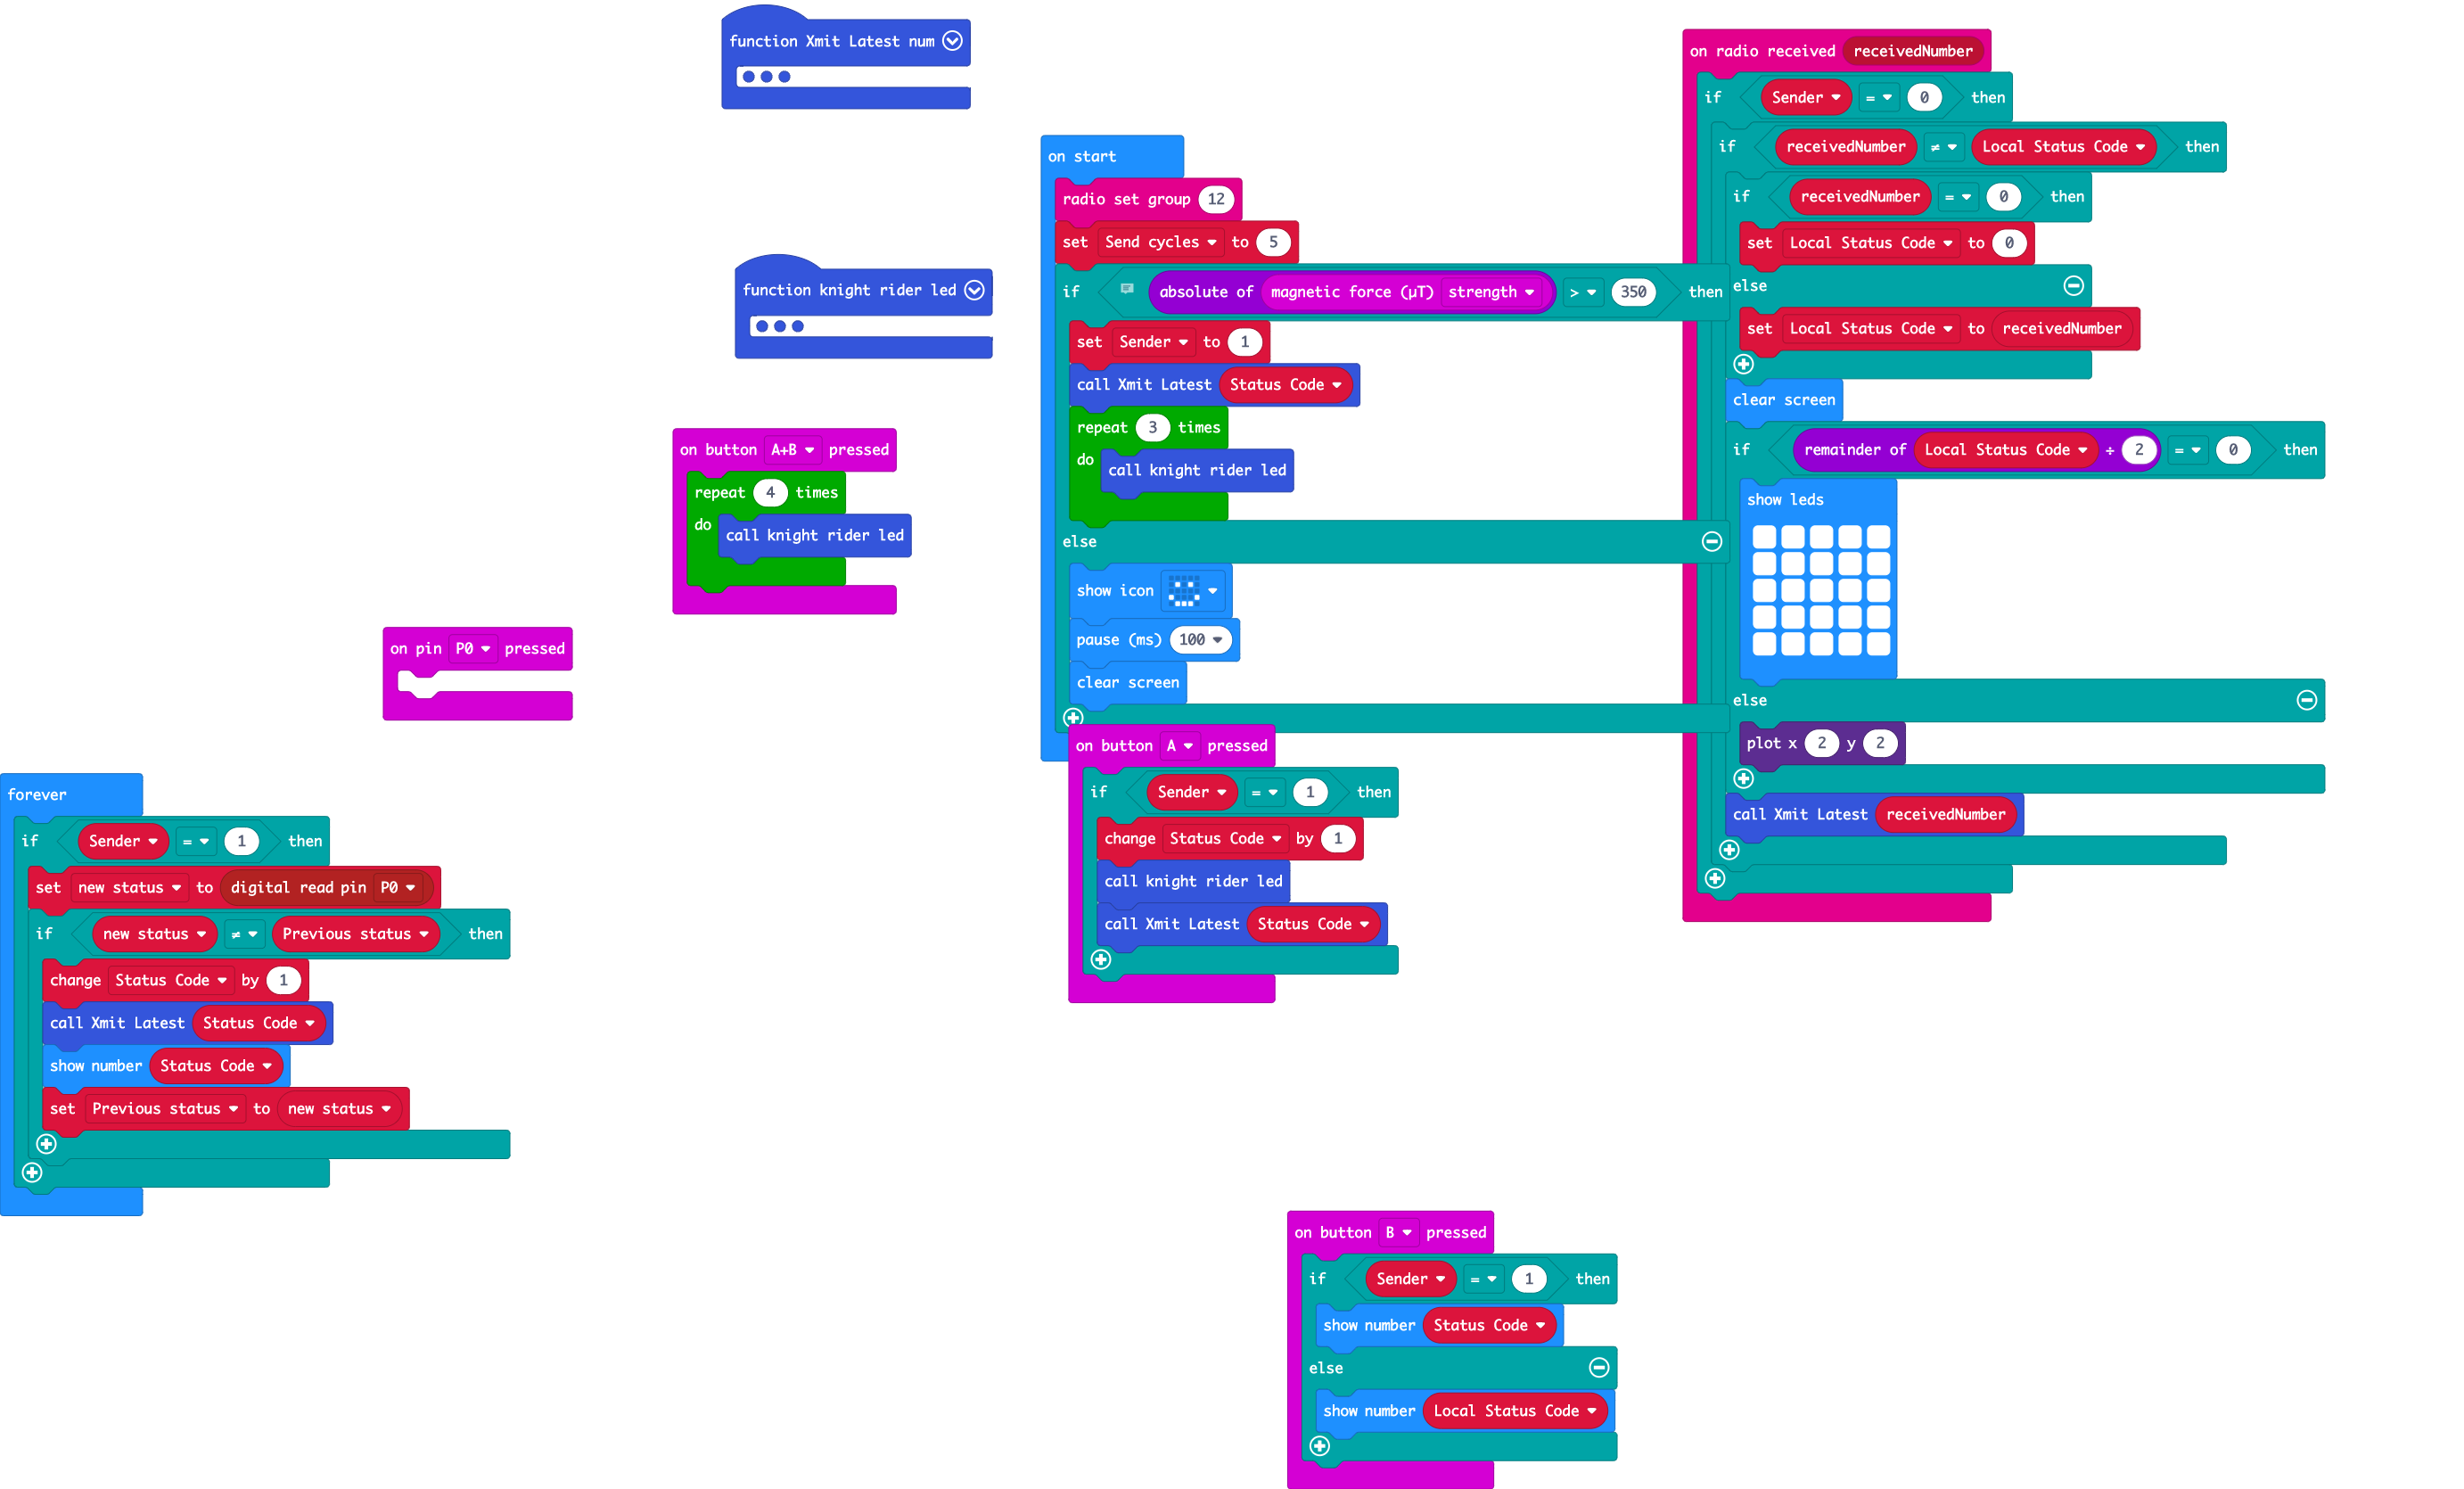 function Xmit Latest num
function knight rider led
on button A+B pressed
repeat 4 times
do call knight rider led
on pin P0 pressed
forever
if Sender = 1 then
set new status to digital read pin P0
if new status ≠ Previous status then
change Status Code by 1
call Xmit Latest Status Code
show number Status Code
set Previous status to new status
on start
radio set group 12
set Send cycles to 5
if absolute of magnetic force (µT) strength > 350 then
set Sender to 1
call Xmit Latest Status Code
repeat 3 times
do call knight rider led
else
show icon
pause (ms) 100
clear screen
on button A pressed
if Sender = 1 then
change Status Code by 1
call knight rider led
call Xmit Latest Status Code
on button B pressed
if Sender = 1 then
show number Status Code
else
show number Local Status Code
on radio received receivedNumber
if Sender = 0 then
if receivedNumber ≠ Local Status Code then
if receivedNumber = 0 then
set Local Status Code to 0
else
set Local Status Code to receivedNumber
clear screen
if remainder of Local Status Code ÷ 2 = 0 then
show leds
else
plot x 2 y 2
call Xmit Latest receivedNumber